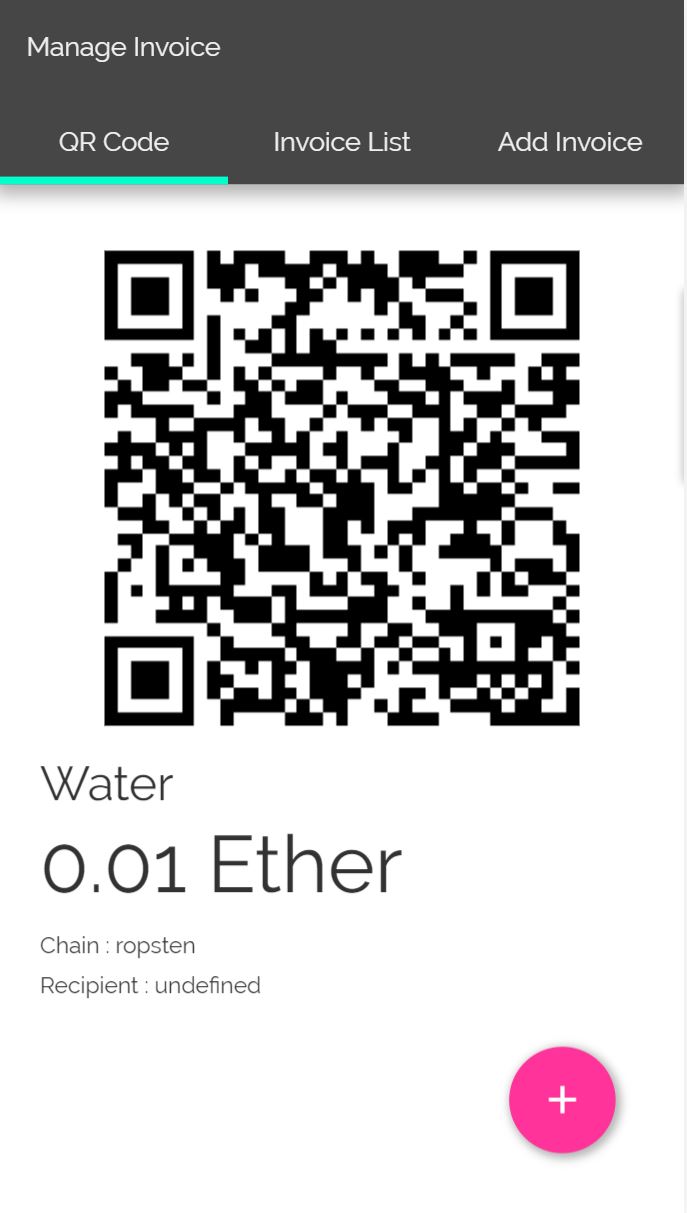 Manage Invoice
QR Code Invoice List Add Invoice
Water
0.01 Ether
Chain : ropsten
Recipient : undefined
+